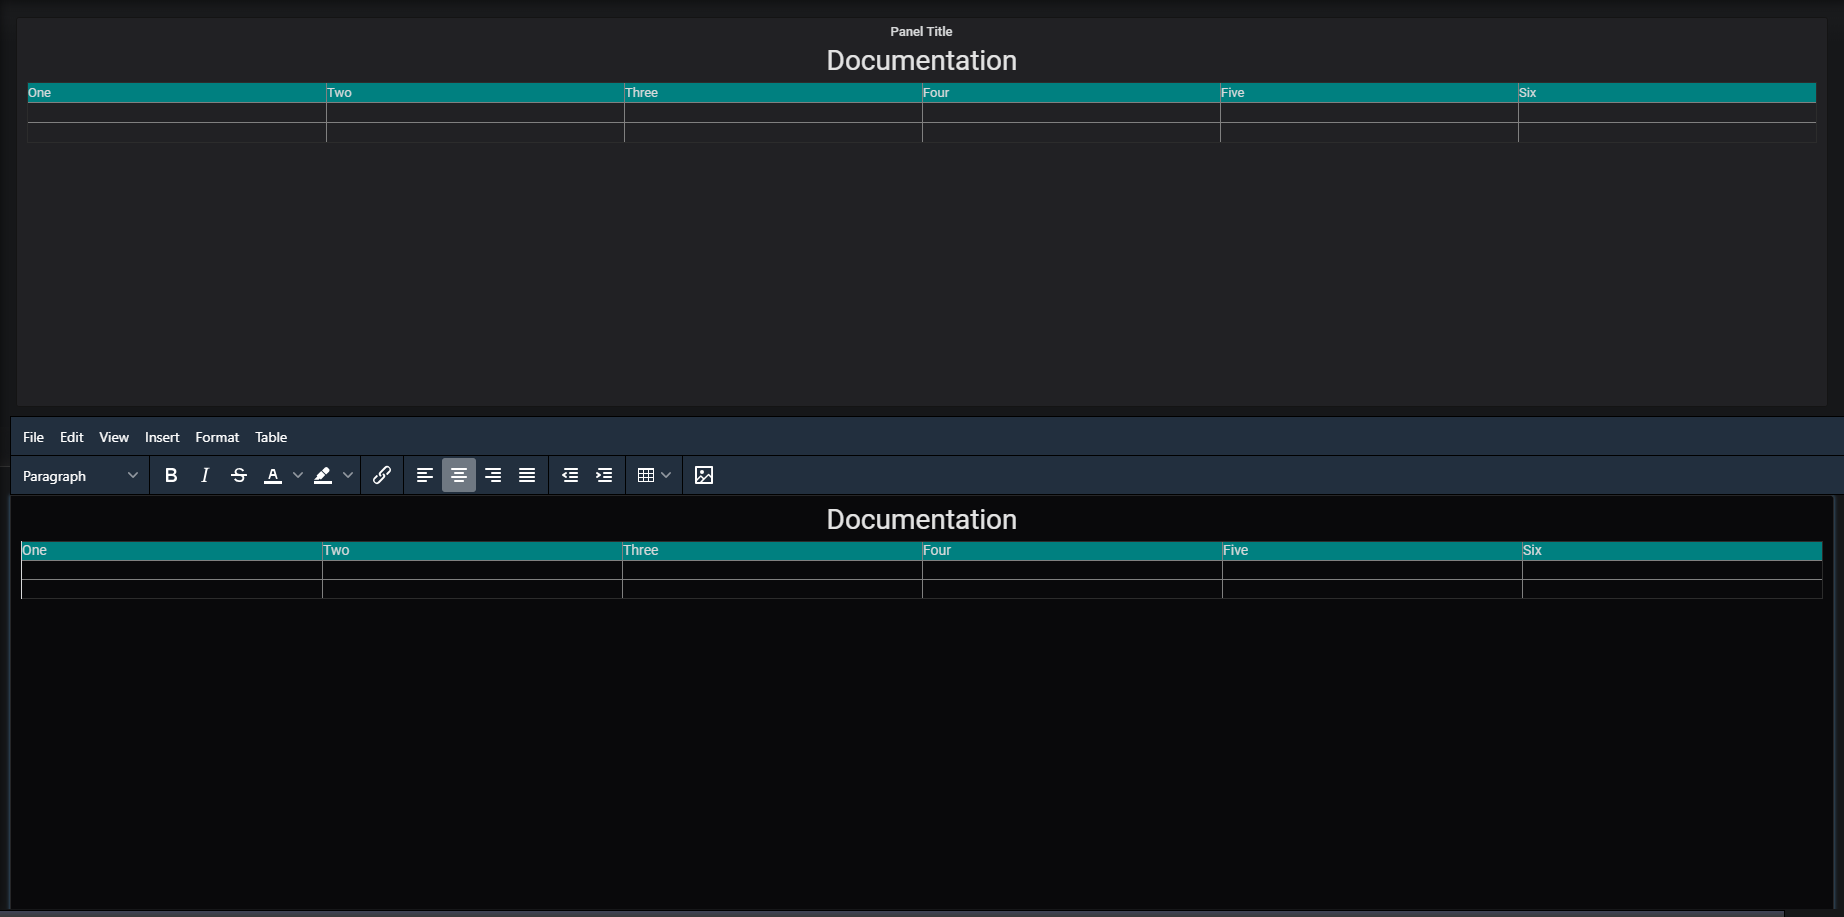 Panel Title
Documentation
One Two Three Four Five Six
File Edit View Insert Format Table
Paragraph B I S A
Documentation
One Two Three Four Five Six